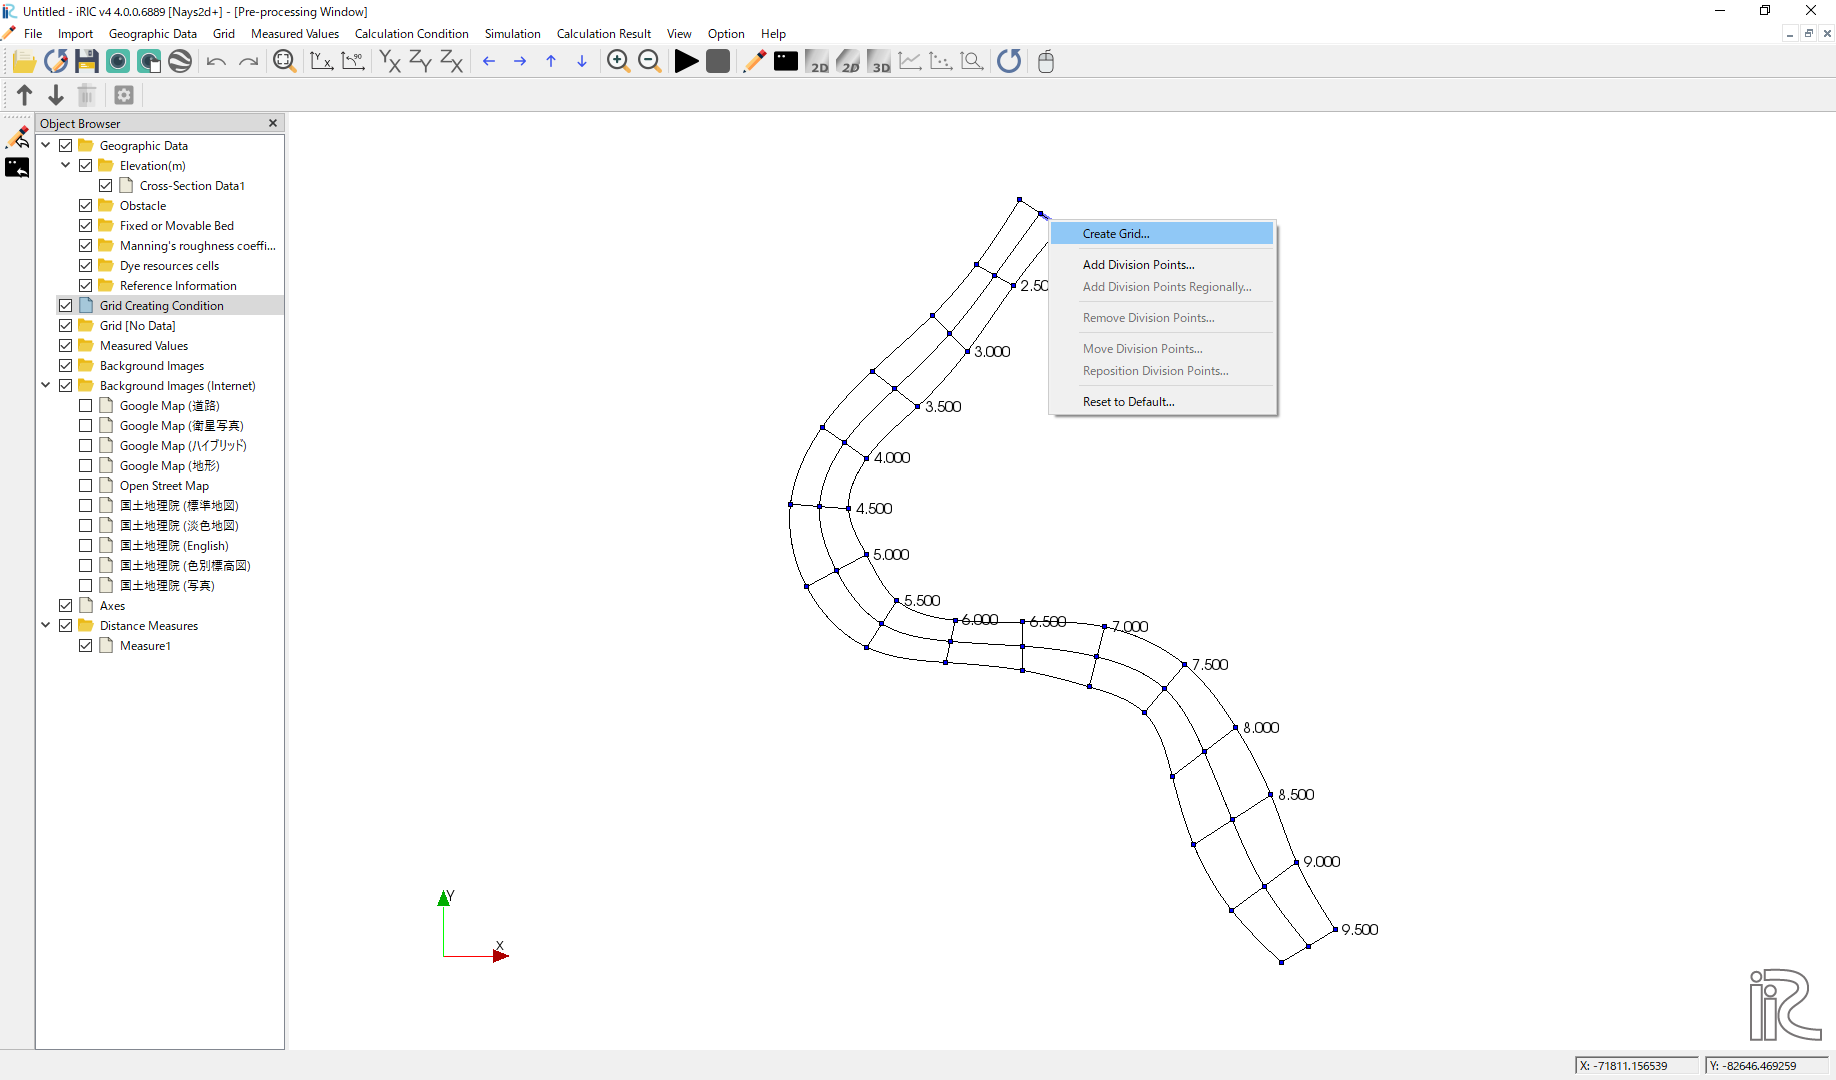 Untitled - iRIC v4 4.0.0.6889 [Nays2d+] - [Pre-processing Window]
File Import Geographic Data Grid Measured Values Calculation Condition Simulation Calculation Result View Option Help
Object Browser
Geographic Data
Elevation(m)
Cross-Section Data1
Obstacle
Fixed or Movable Bed
Manning's roughness coeffi...
Dye resources cells
Reference Information
Grid Creating Condition
Grid [No Data]
Measured Values
Background Images
Background Images (Internet)
Google Map (道路)
Google Map (衛星写真)
Google Map (ハイブリッド)
Google Map (地形)
Open Street Map
国土地理院 (標準地図)
国土地理院 (淡色地図)
国土地理院 (English)
国土地理院 (色別標高図)
国土地理院 (写真)
Axes
Distance Measures
Measure1
Create Grid...
Add Division Points...
Add Division Points Regionally...
Remove Division Points...
Move Division Points...
Reposition Division Points...
Reset to Default...
2.50
3.000
3.500
4.000
4.500
5.000
5.500
6.000
6.500
7.000
7.500
8.000
8.500
9.000
9.500
Y
X
iRIC
X: -71811.156539
Y: -82646.469259